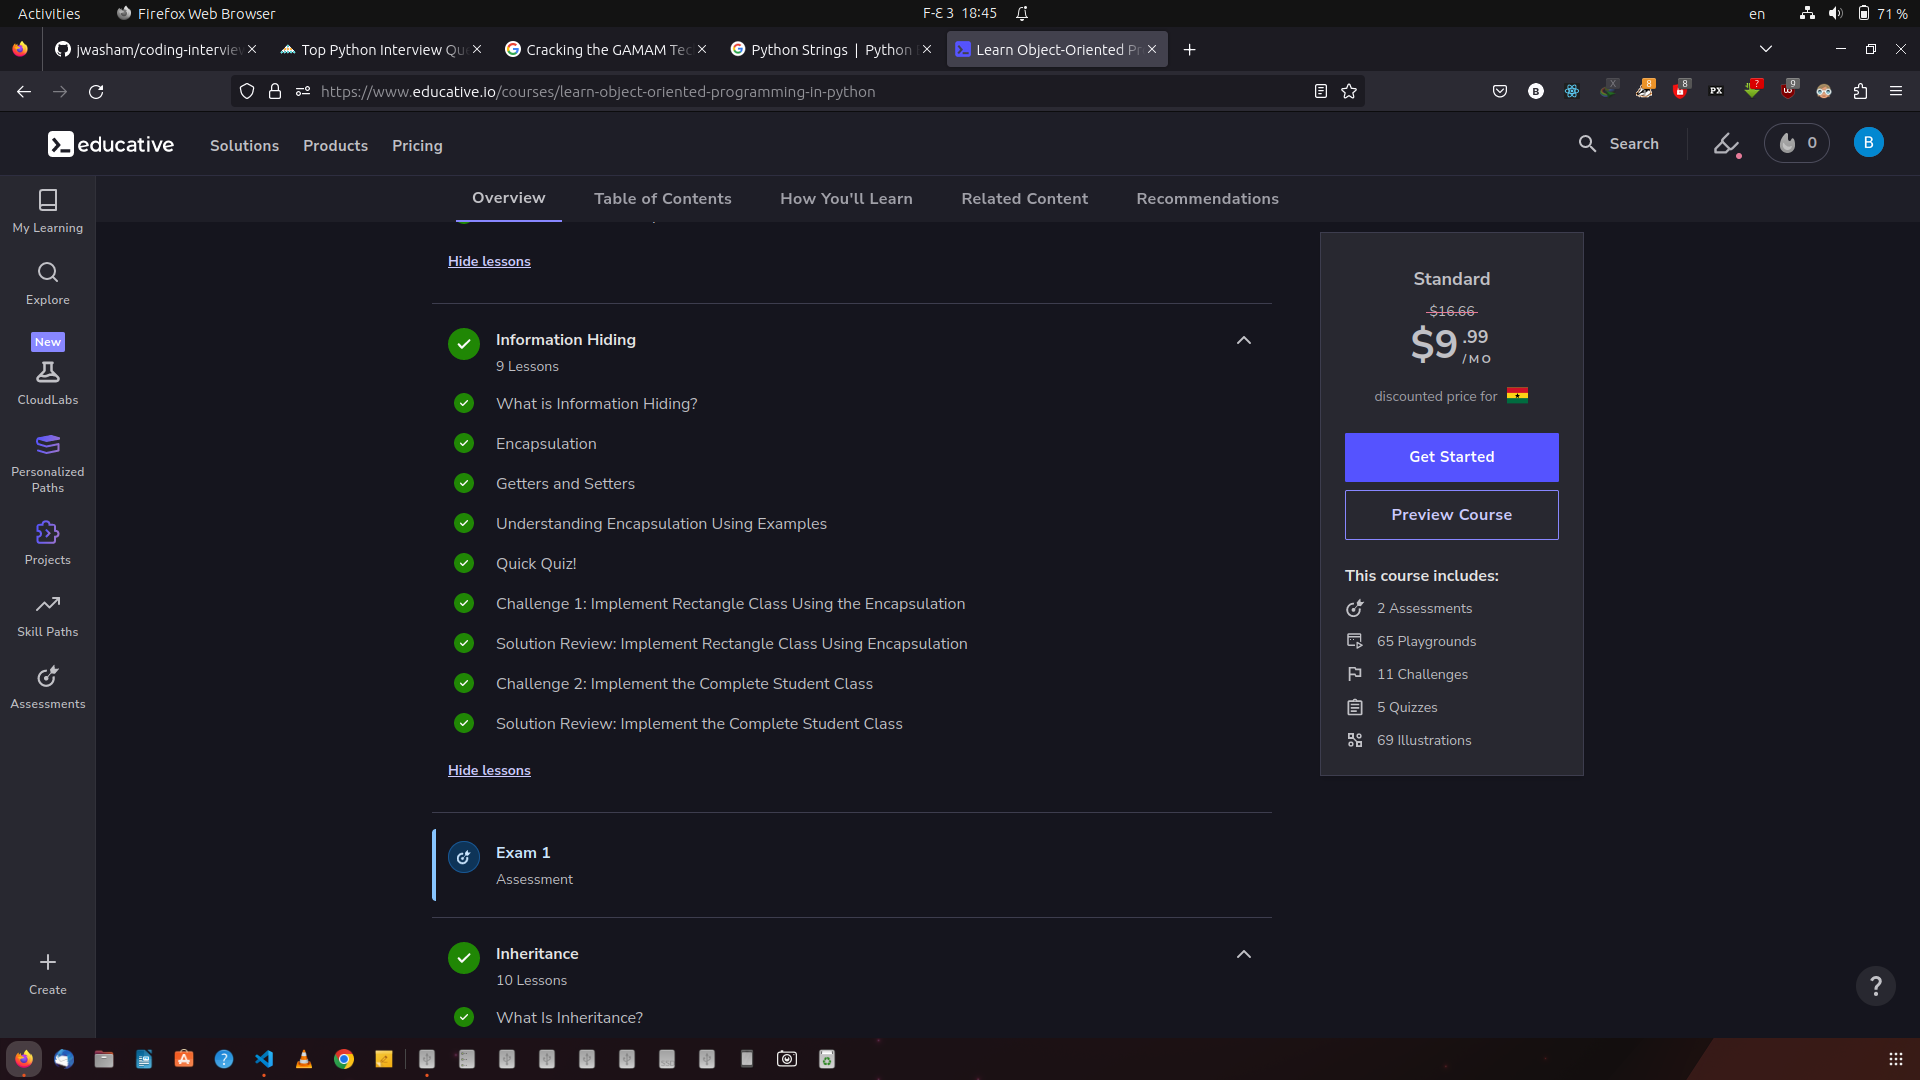 Activities
Firefox Web Browser
F-Ɛ 3 18:45
en
71 %
jwasham/coding-interview
Top Python Interview Qu
Cracking the GAMAM Tec
Python Strings | Python
Learn Object-Oriented Pr
https://www.educative.io/courses/learn-object-oriented-programming-in-python
B
X
8
8
PX
?
9
educative
Solutions
Products
Pricing
Search
0
B
My Learning
Explore
New
CloudLabs
Personalized
Paths
Projects
Skill Paths
Assessments
Create
Overview
Table of Contents
How You'll Learn
Related Content
Recommendations
Hide lessons
Information Hiding
9 Lessons
What is Information Hiding?
Encapsulation
Getters and Setters
Understanding Encapsulation Using Examples
Quick Quiz!
Challenge 1: Implement Rectangle Class Using the Encapsulation
Solution Review: Implement Rectangle Class Using Encapsulation
Challenge 2: Implement the Complete Student Class
Solution Review: Implement the Complete Student Class
Hide lessons
Exam 1
Assessment
Inheritance
10 Lessons
What Is Inheritance?
Standard
$16.66
$9.99
/MO
discounted price for
Get Started
Preview Course
This course includes:
2 Assessments
65 Playgrounds
11 Challenges
5 Quizzes
69 Illustrations
?